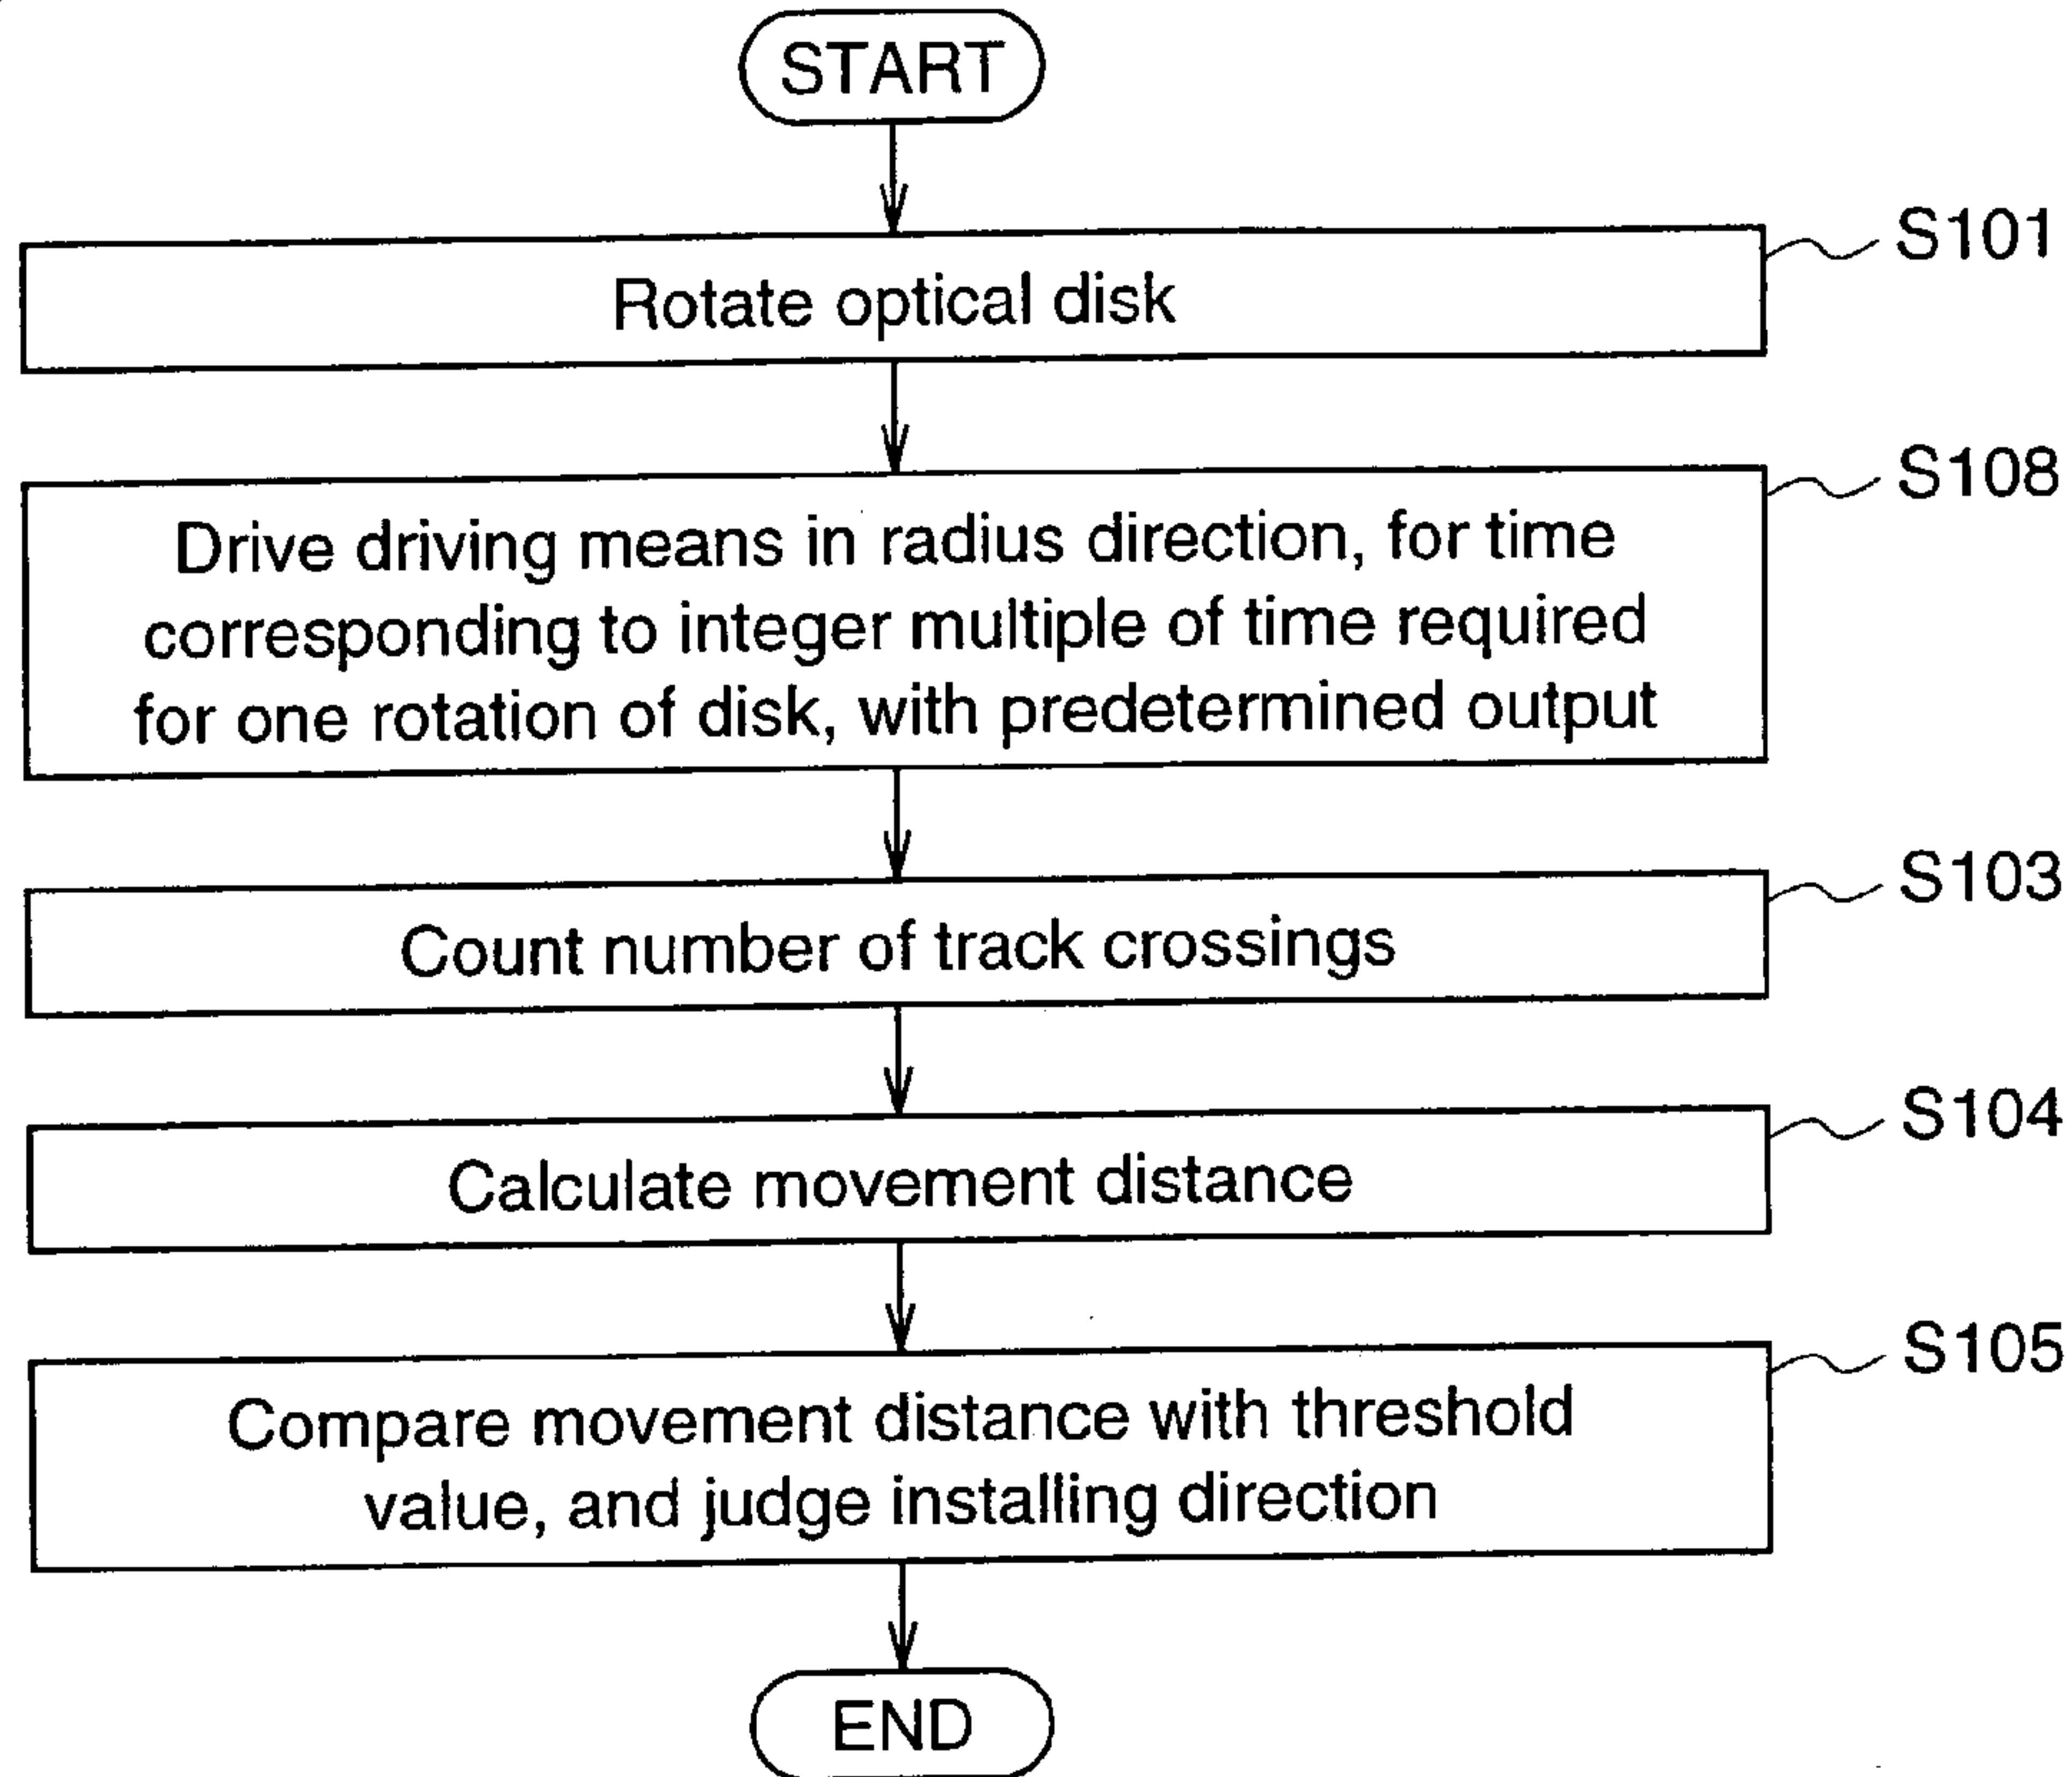 START
S101
Rotate optical disk
S108
Drive driving means in radius direction, for time
corresponding to integer multiple of time required
for one rotation of disk, with predetermined output
S103
Count number of track crossings
S104
Calculate movement distance
S105
Compare movement distance with threshold
value, and judge installing direction
END